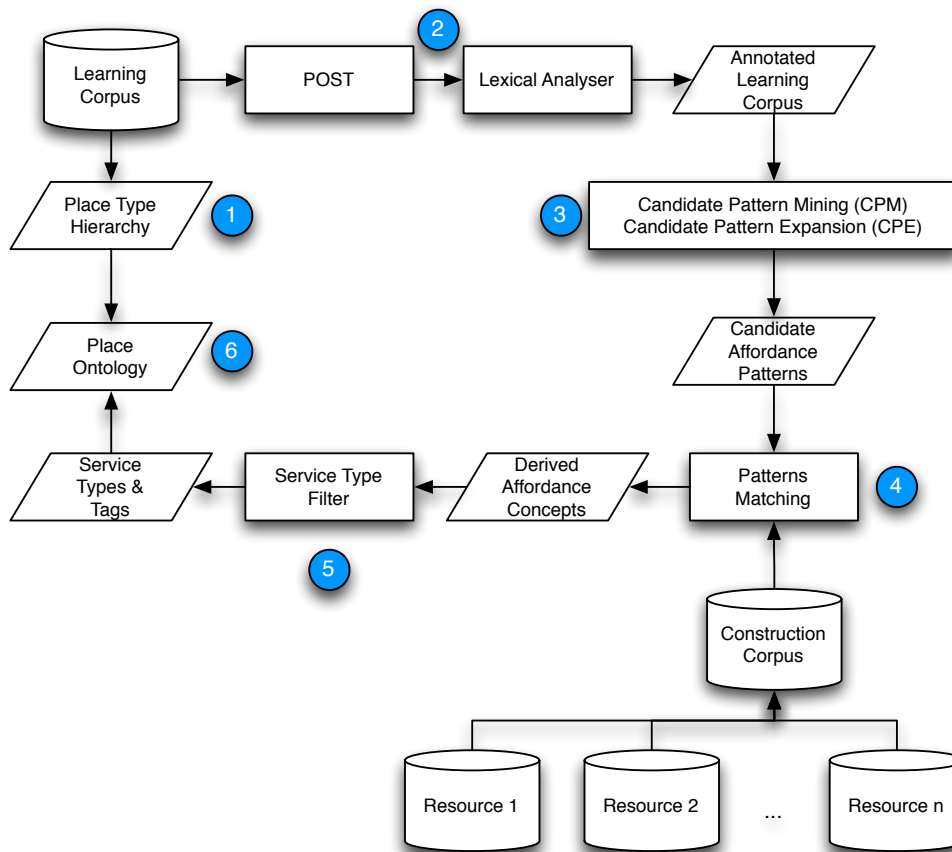 2
Learning
Corpus
POST
Lexical Analyser
Annotated
Learning
Corpus
Place Type
Hierarchy
1
3
Candidate Pattern Mining (CPM)
Candidate Pattern Expansion (CPE)
Place
Ontology
6
Candidate
Affordance
Patterns
Service
Types &
Tags
Service Type
Filter
Derived
Affordance
Concepts
Patterns
Matching
4
5
Construction
Corpus
Resource 1
Resource 2
...
Resource n